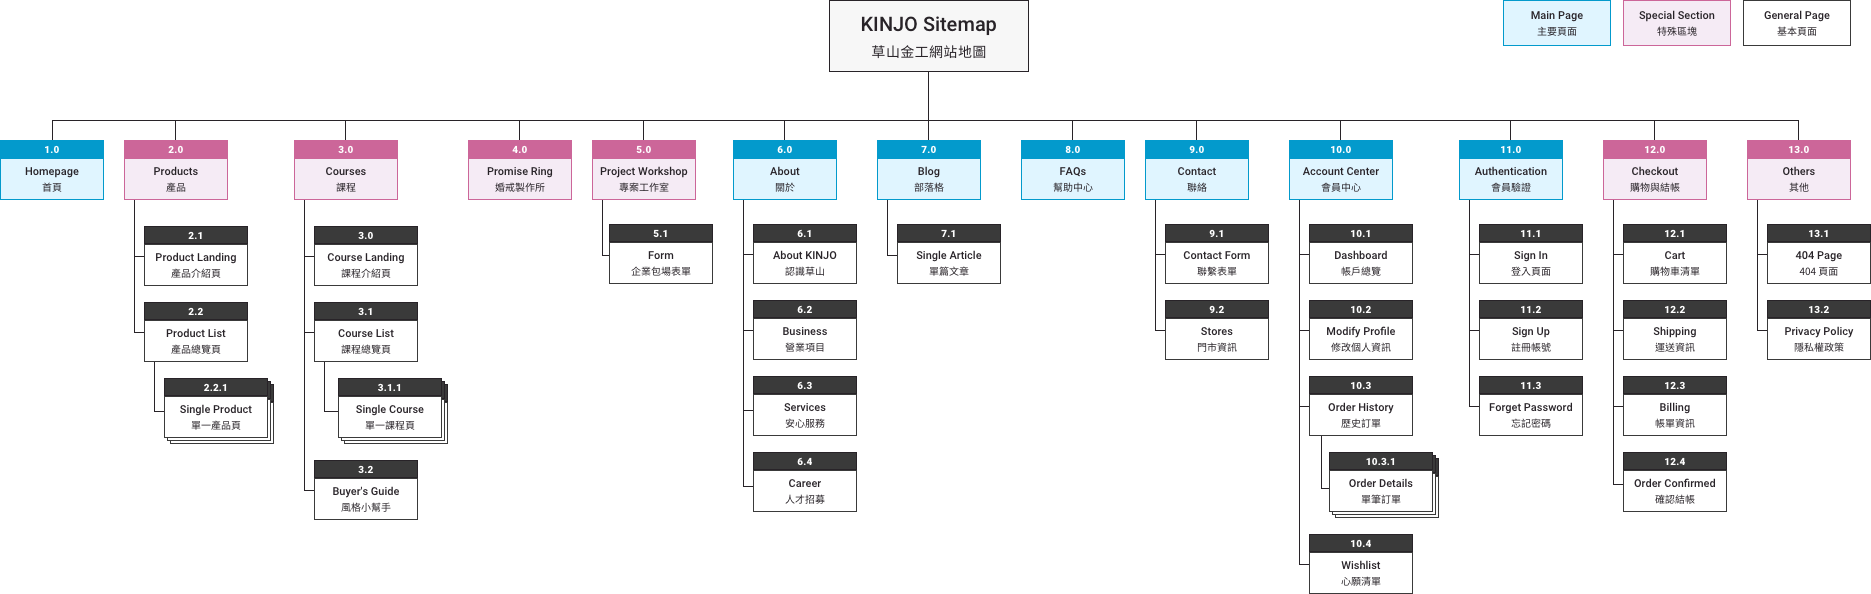 KINJO Sitemap
草山金工網站地圖
Main Page
主要頁面
Special Section
特殊區塊
General Page
基本頁面
1.0
Homepage
首頁
2.0
Products
產品
2.1
Product Landing
產品介紹頁
2.2
Product List
產品總覽頁
2.2.1
Single Product
單一產品頁
3.0
Courses
課程
3.0
Course Landing
課程介紹頁
3.1
Course List
課程總覽頁
3.1.1
Single Course
單一課程頁
3.2
Buyer's Guide
風格小幫手
4.0
Promise Ring
婚戒製作所
5.0
Project Workshop
專案工作室
5.1
Form
企業包場表單
6.0
About
關於
6.1
About KINJO
認識草山
6.2
Business
營業項目
6.3
Services
安心服務
6.4
Career
人才招募
7.0
Blog
部落格
7.1
Single Article
單篇文章
8.0
FAQs
幫助中心
9.0
Contact
聯絡
9.1
Contact Form
聯繫表單
9.2
Stores
門市資訊
10.0
Account Center
會員中心
10.1
Dashboard
帳戶總覽
10.2
Modify Profile
修改個人資訊
10.3
Order History
歷史訂單
10.3.1
Order Details
單筆訂單
10.4
Wishlist
心願清單
11.0
Authentication
會員驗證
11.1
Sign In
登入頁面
11.2
Sign Up
註冊帳號
11.3
Forget Password
忘記密碼
12.0
Checkout
購物與結帳
12.1
Cart
購物車清單
12.2
Shipping
運送資訊
12.3
Billing
帳單資訊
12.4
Order Confirmed
確認結帳
13.0
Others
其他
13.1
404 Page
404 頁面
13.2
Privacy Policy
隱私權政策